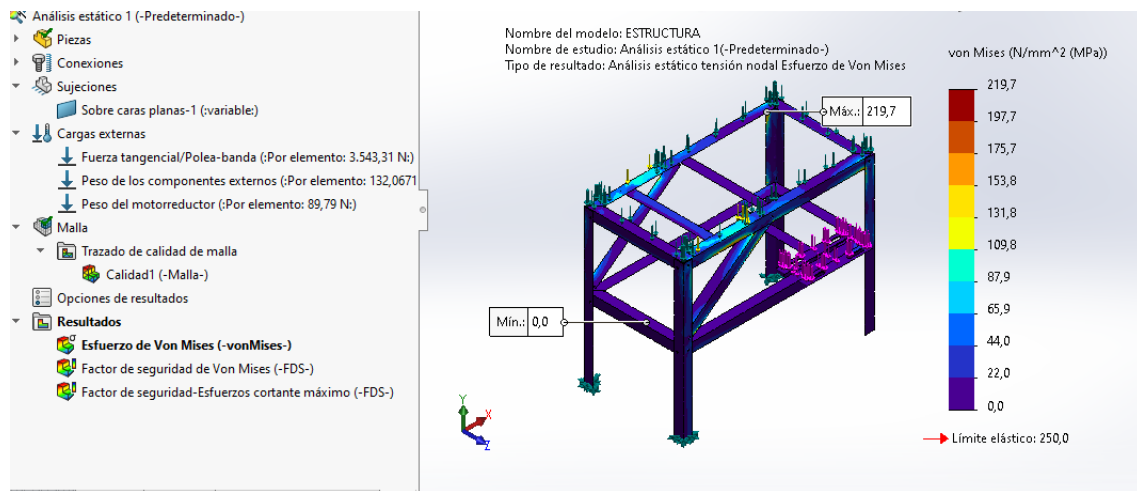 Análisis estático 1 (-Predeterminado-)
Piezas
Conexiones
Sujeciones
Sobre caras planas-1 (:variable:)
Cargas externas
Fuerza tangencial/Polea-banda (:Por elemento: 3.543,31 N:)
Peso de los componentes externos (:Por elemento: 132,0671
Peso del motorreductor (:Por elemento: 89,79 N:)
Malla
Trazado de calidad de malla
Calidad1 (-Malla-)
Opciones de resultados
Resultados
Esfuerzo de Von Mises (-vonMises-)
Factor de seguridad de Von Mises (-FDS-)
Factor de seguridad-Esfuerzos cortante máximo (-FDS-)
Nombre del modelo: ESTRUCTURA
Nombre de estudio: Análisis estático 1(-Predeterminado-)
Tipo de resultado: Análisis estático tensión nodal Esfuerzo de Von Mises
Máx.: 219,7
Mín.: 0,0
Y
X
Z
von Mises (N/mm^2 (MPa))
219,7
197,7
175,7
153,8
131,8
109,8
87,9
65,9
44,0
22,0
0,0
Límite elástico: 250,0